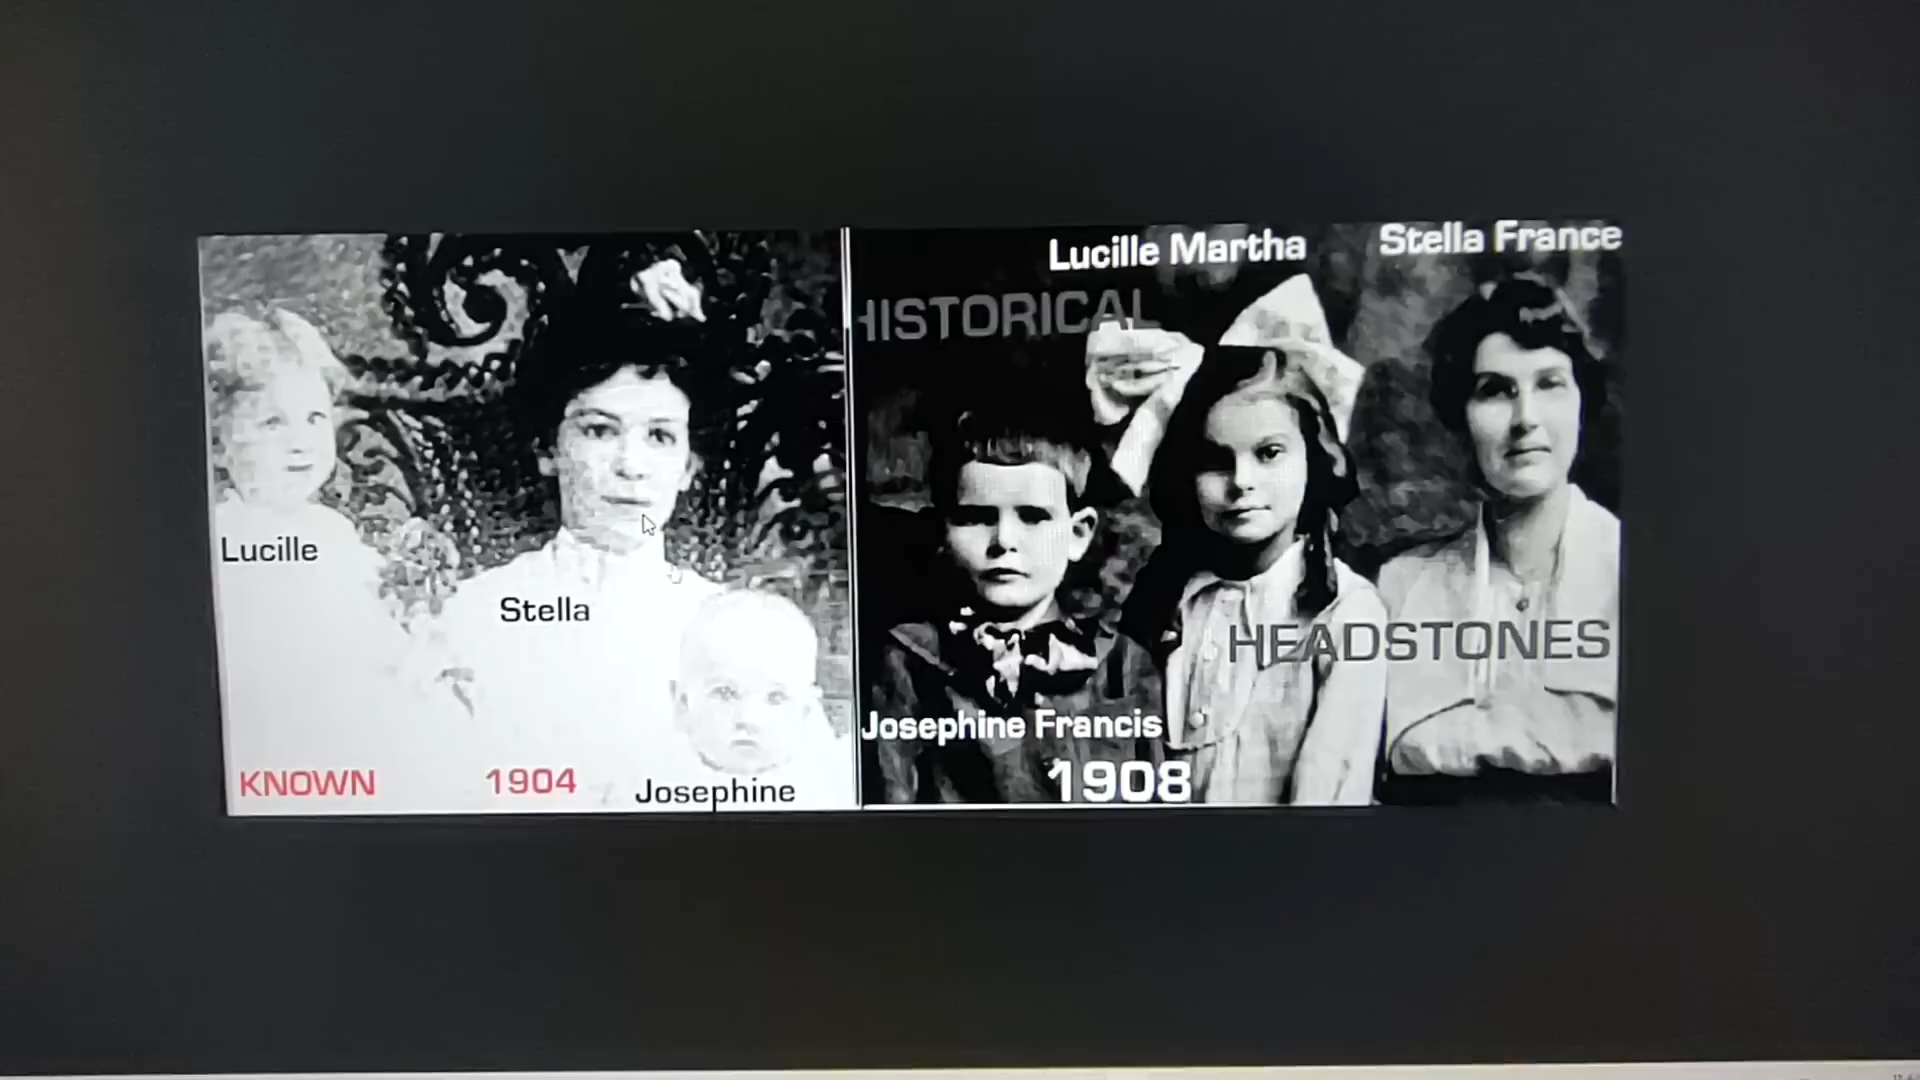 Lucille
Stella
KNOWN 1904
Josephine
Lucille Martha
Stella France
HISTORICAL
HEADSTONES
Josephine Francis
1908